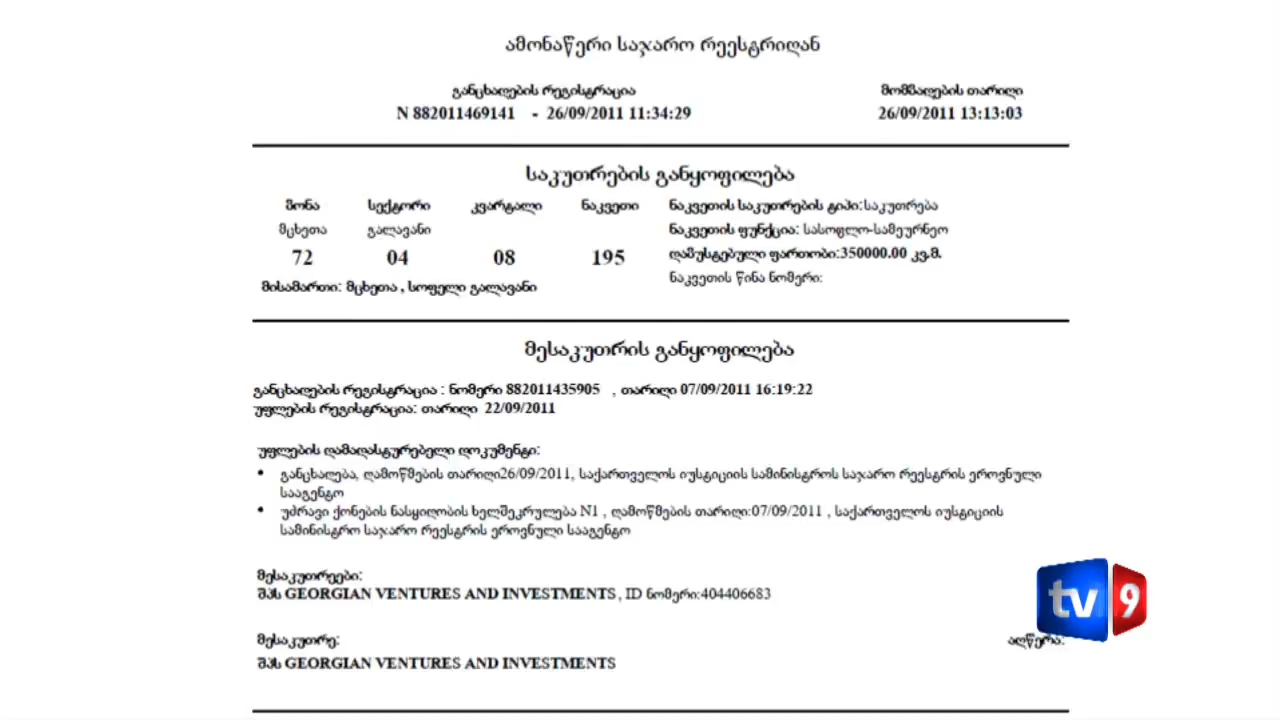 ამონაწერი საჯარო რეესტრიდან
განცხადების რეგისტრაცია
მომზადების თარიღი
N 882011469141 - 26/09/2011 11:34:29
26/09/2011 13:13:03
საკუთრების განყოფილება
ზონა სექტორი კვარტალი ნაკვეთი
ნაკვეთის საკუთრების ტიპი:საკუთრება
მცხეთა გალავანი
ნაკვეთის ფუნქცია: სასოფლო-სამეურნეო
72 04 08 195
დაზუსტებული ფართობი:350000.00 კვ.მ.
ნაკვეთის წინა ნომერი:
მისამართი: მცხეთა , სოფელი გალავანი
მესაკუთრის განყოფილება
განცხადების რეგისტრაცია : ნომერი 882011435905 , თარიღი 07/09/2011 16:19:22
უფლების რეგისტრაცია: თარიღი 22/09/2011
უფლების დამადასტურებელი დოკუმენტი:
• განცხადება, დამოწმების თარიღი26/09/2011, საქართველოს იუსტიციის სამინისტროს საჯარო რეესტრის ეროვნული
სააგენტო
• უძრავი ქონების ნასყიდობის ხელშეკრულება N1 , დამოწმების თარიღი:07/09/2011 , საქართველოს იუსტიციის
სამინისტრო საჯარო რეესტრის ეროვნული სააგენტო
მესაკუთრეები:
შპს GEORGIAN VENTURES AND INVESTMENTS, ID ნომერი:404406683
tv 9
მესაკუთრე:
აღწერა:
შპს GEORGIAN VENTURES AND INVESTMENTS